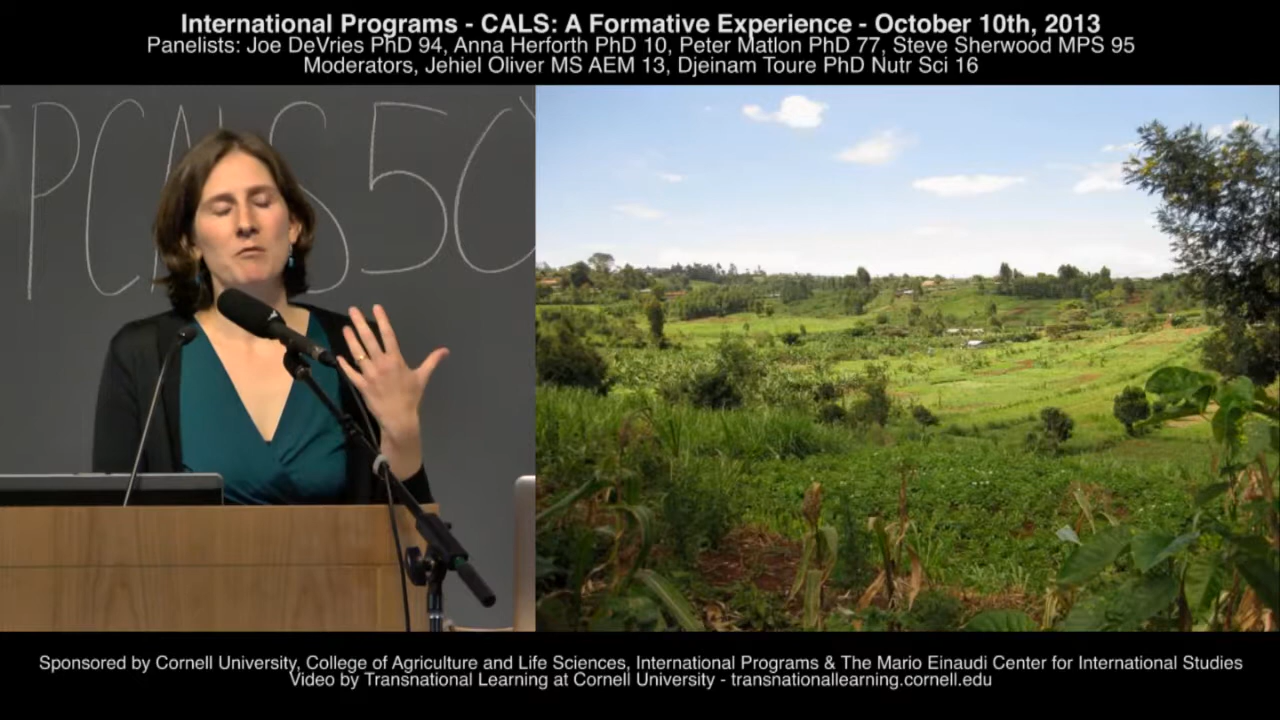 International Programs - CALS: A Formative Experience - October 10th, 2013
Panelists: Joe DeVries PhD 94, Anna Herforth PhD 10, Peter Matlon PhD 77, Steve Sherwood MPS 95
Moderators, Jehiel Oliver MS AEM 13, Djeinam Toure PhD Nutr Sci 16
PCALS 50
Sponsored by Cornell University, College of Agriculture and Life Sciences, International Programs & The Mario Einaudi Center for International Studies
Video by Transnational Learning at Cornell University - transnationallearning.cornell.edu